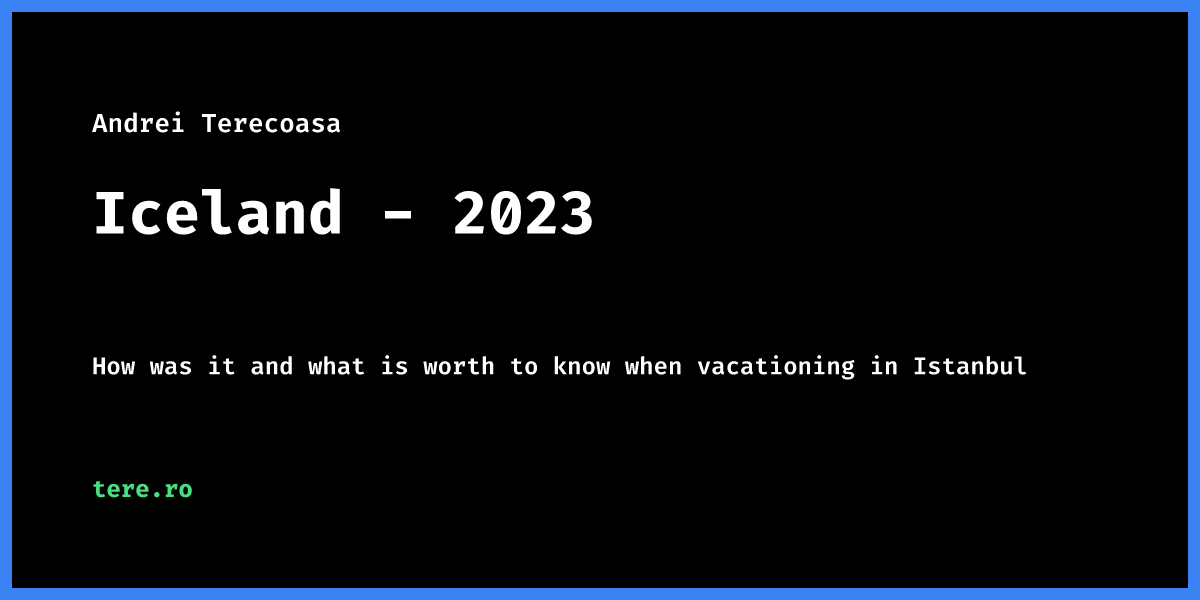 Andrei Terecoasa
Iceland - 2023
How was it and what is worth to know when vacationing in Istanbul
tere.ro